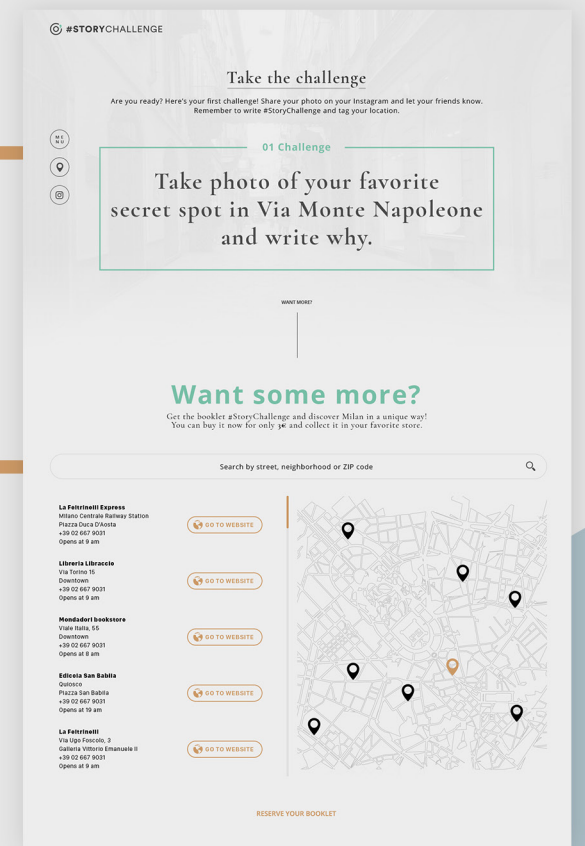 #STORYCHALLENGE
Take the challenge
Are you ready? Here's your first challenge! Share your photo on your Instagram and let your friends know.
Remember to write #StoryChallenge and tag your location.
ME
NU
01 Challenge
Take photo of your favorite
secret spot in Via Monte Napoleone
and write why.
WANT MORE?
Want some more?
Get the booklet #StoryChallenge and discover Milan in a unique way!
You can buy it now for only 3€ and collect it in your favorite store.
Search by street, neighborhood or ZIP code
La Feltrinelli Express
Milano Centrale Railway Station
Piazza Duca D'Aosta
+39 02 667 9031
Opens at 9 am
GO TO WEBSITE
Libreria Libraccio
Via Torino 15
Downtown
+39 02 667 9031
Opens at 9 am
GO TO WEBSITE
Mondadori bookstore
Viale Italia, 55
Downtown
+39 02 667 9031
Opens at 8 am
GO TO WEBSITE
Edicola San Babila
Quiosco
Piazza San Babila
+39 02 667 9031
Opens at 19 am
GO TO WEBSITE
La Feltrinelli
Via Ugo Foscolo, 3
Galleria Vittorio Emanuele II
+39 02 667 9031
Opens at 9 am
GO TO WEBSITE
RESERVE YOUR BOOKLET